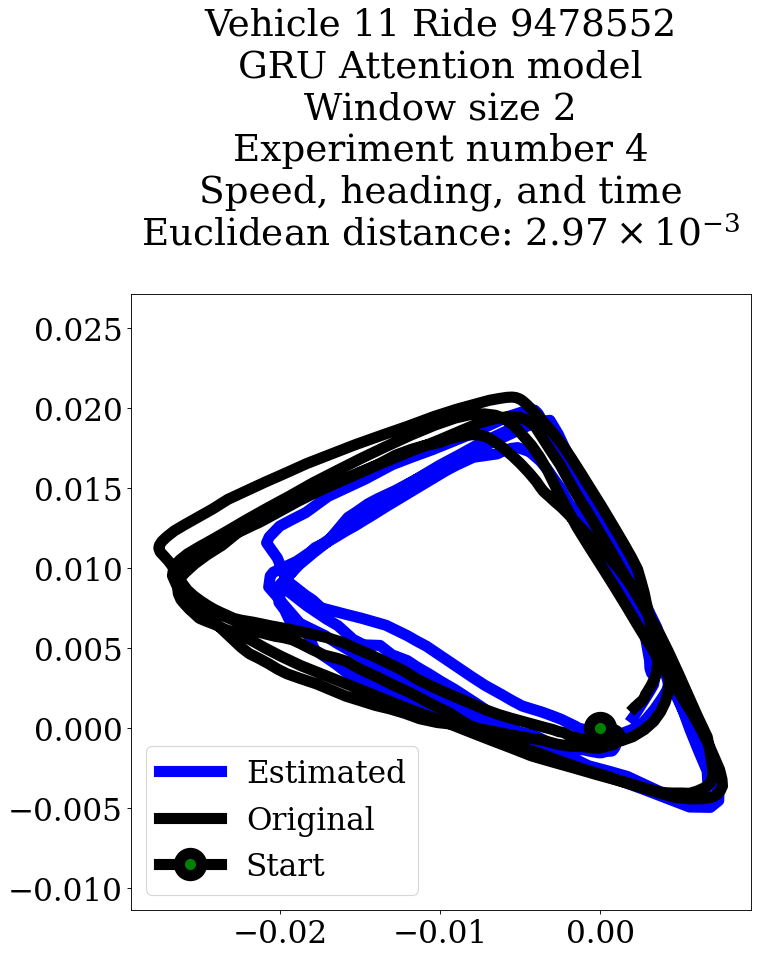 Vehicle 11 Ride 9478552
GRU Attention model
Window size 2
Experiment number 4
Speed, heading, and time
Euclidean distance: 2.97 × 10⁻³
0.025
0.020
0.015
0.010
0.005
0.000
−0.005
−0.010
Estimated
Original
Start
−0.02 −0.01 0.00